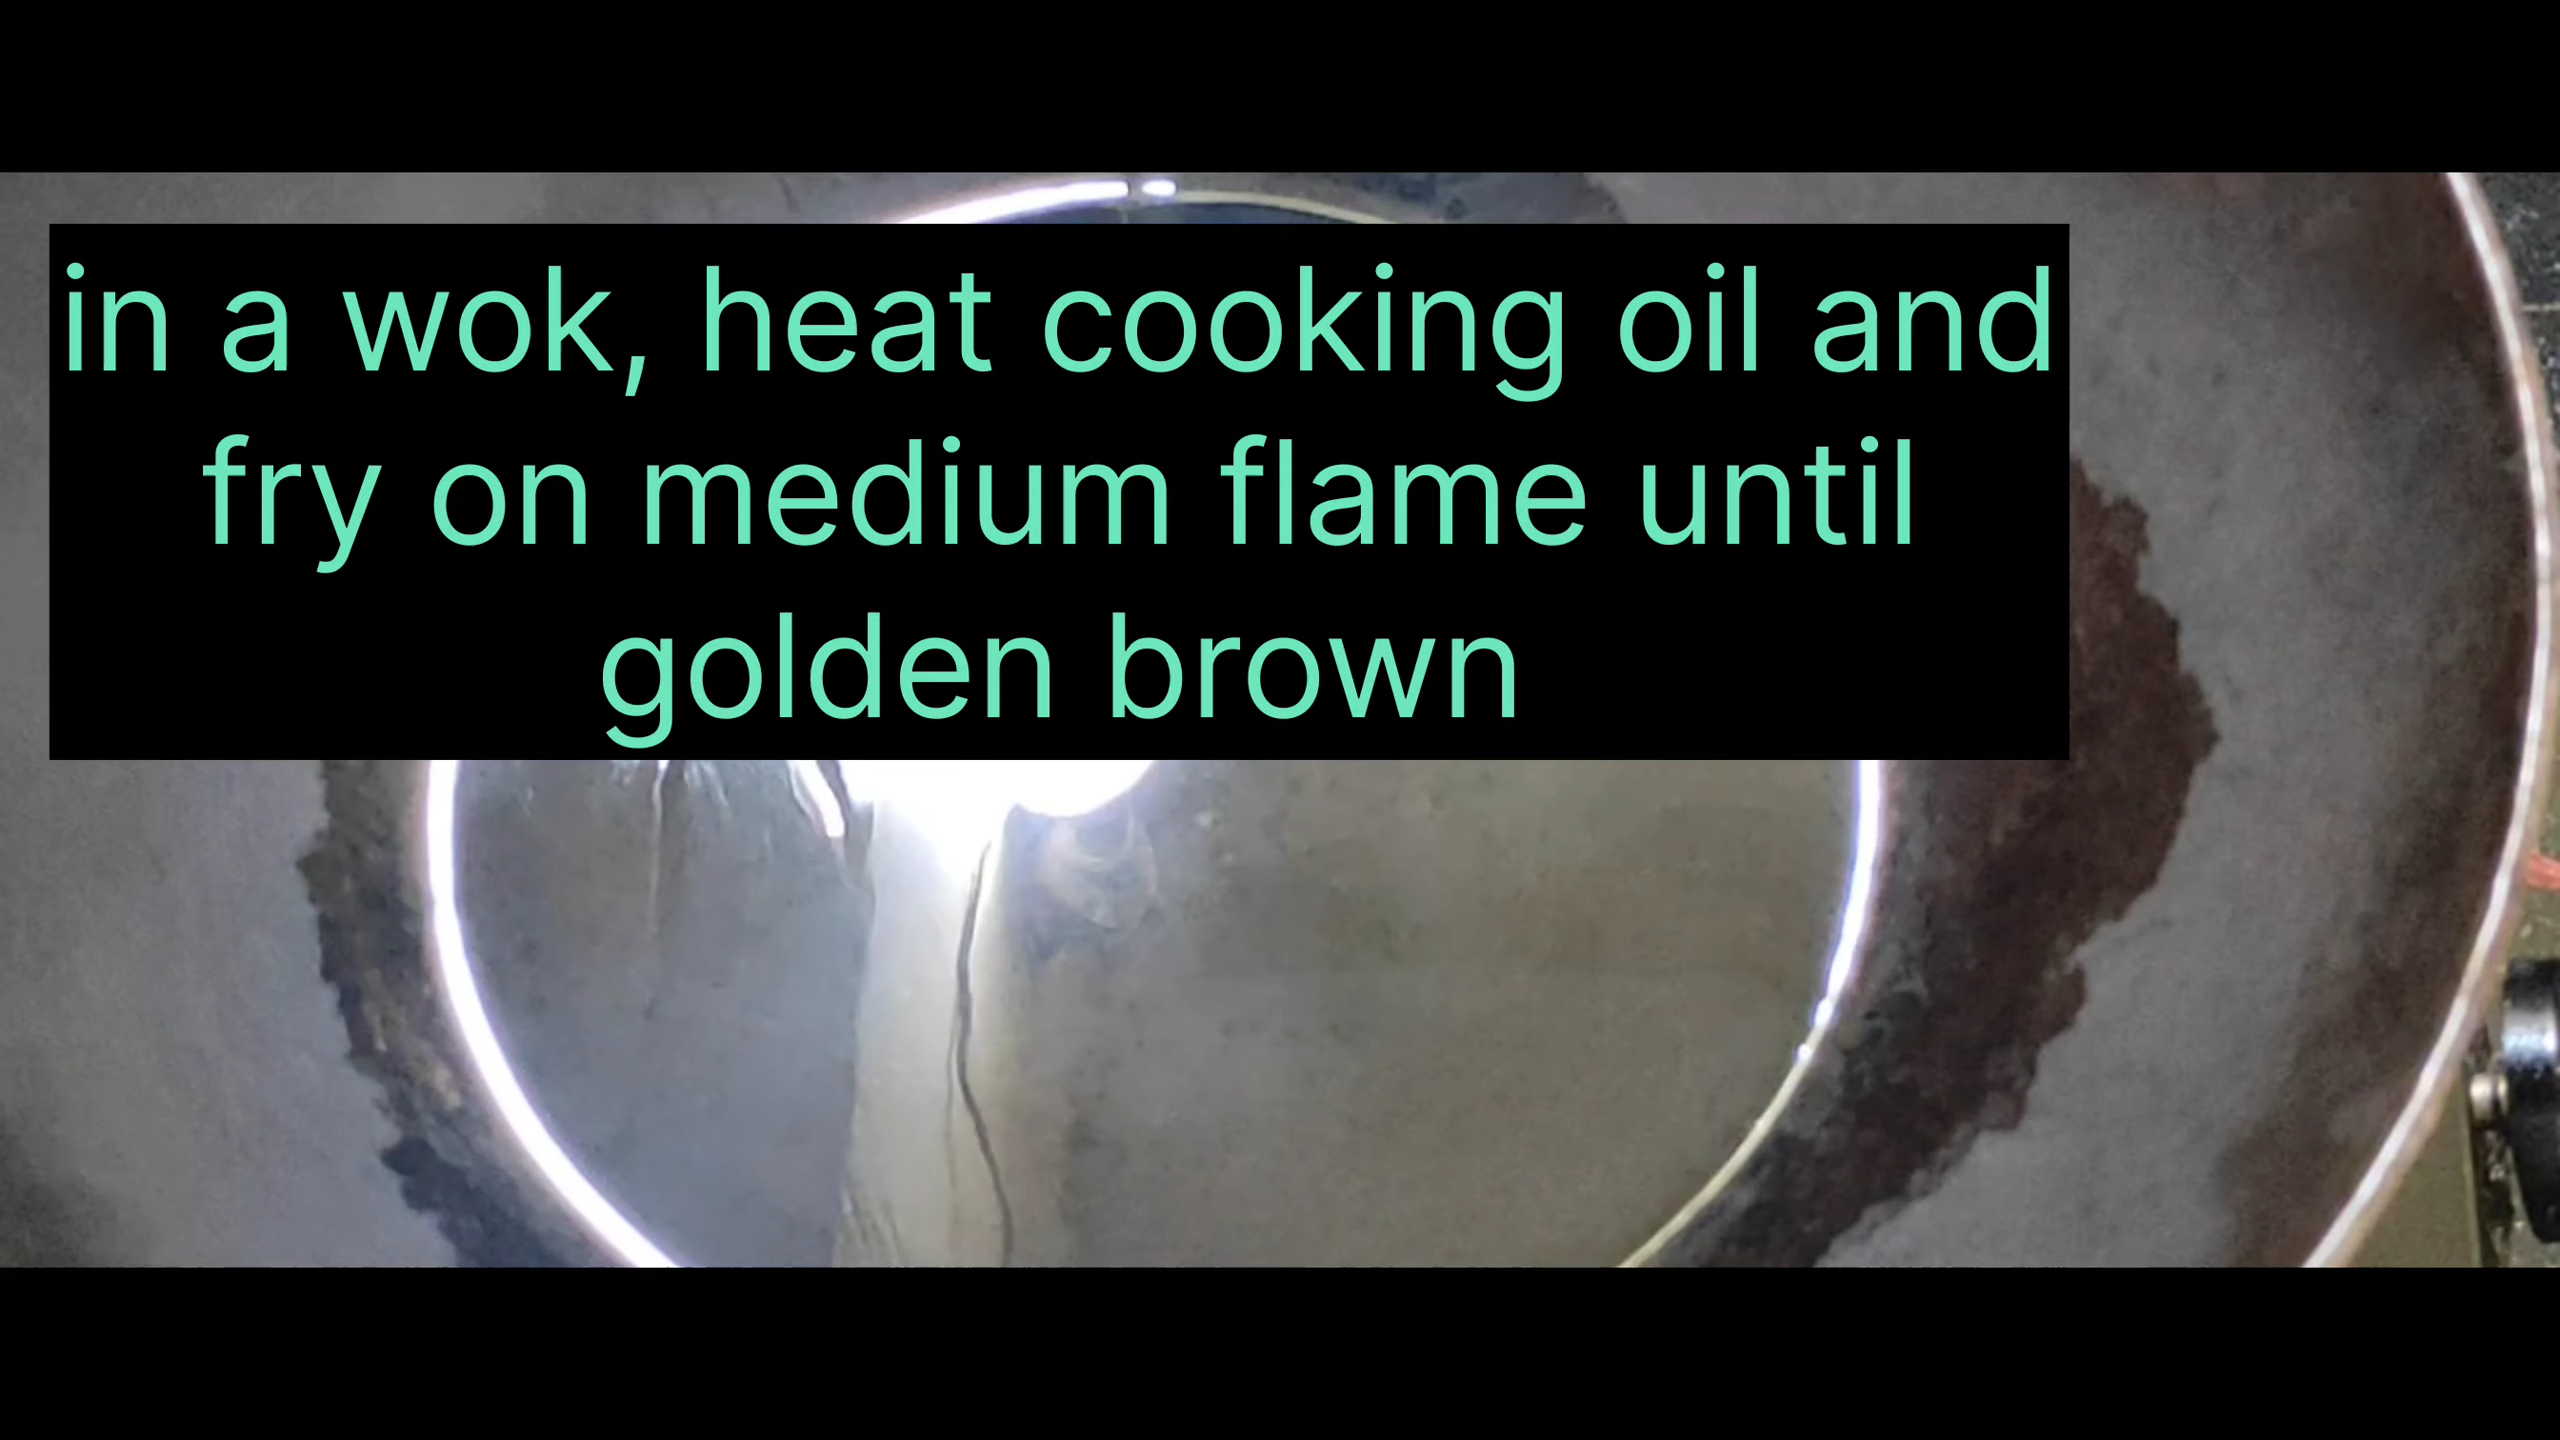 in a wok, heat cooking oil and
fry on medium flame until
golden brown